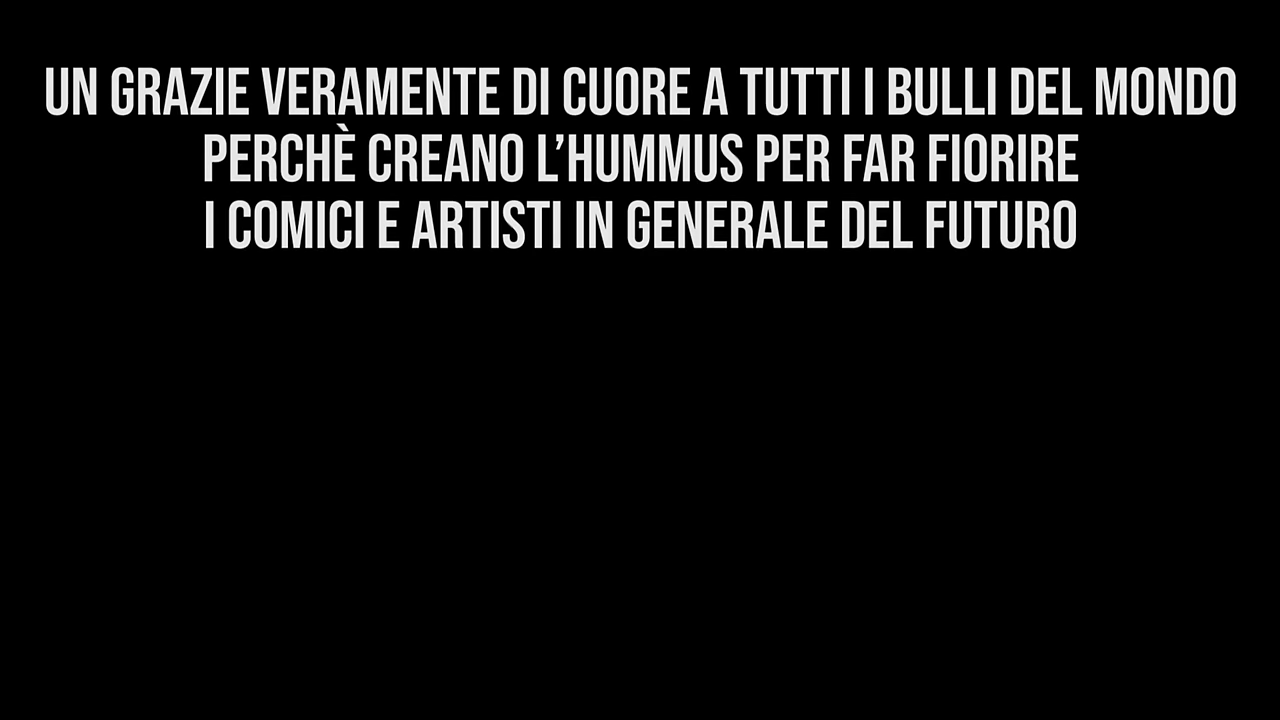 UN GRAZIE VERAMENTE DI CUORE A TUTTI I BULLI DEL MONDO
PERCHÈ CREANO L’HUMMUS PER FAR FIORIRE
I COMICI E ARTISTI IN GENERALE DEL FUTURO